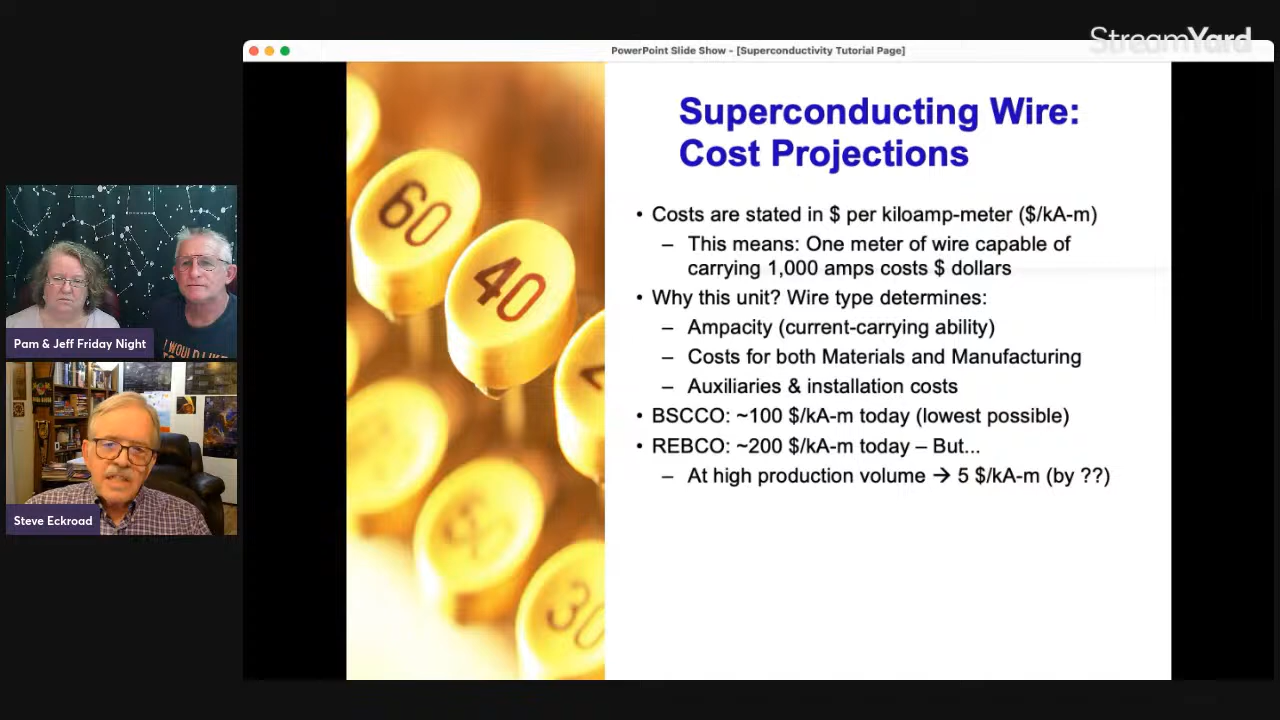 StreamYard
PowerPoint Slide Show - [Superconductivity Tutorial Page]
60
40
30
Superconducting Wire:
Cost Projections
• Costs are stated in $ per kiloamp-meter ($/kA-m)
– This means: One meter of wire capable of
carrying 1,000 amps costs $ dollars
• Why this unit? Wire type determines:
– Ampacity (current-carrying ability)
– Costs for both Materials and Manufacturing
– Auxiliaries & installation costs
• BSCCO: ~100 $/kA-m today (lowest possible)
• REBCO: ~200 $/kA-m today – But...
– At high production volume → 5 $/kA-m (by ??)
I WOULD LIKE
Pam & Jeff Friday Night
Steve Eckroad